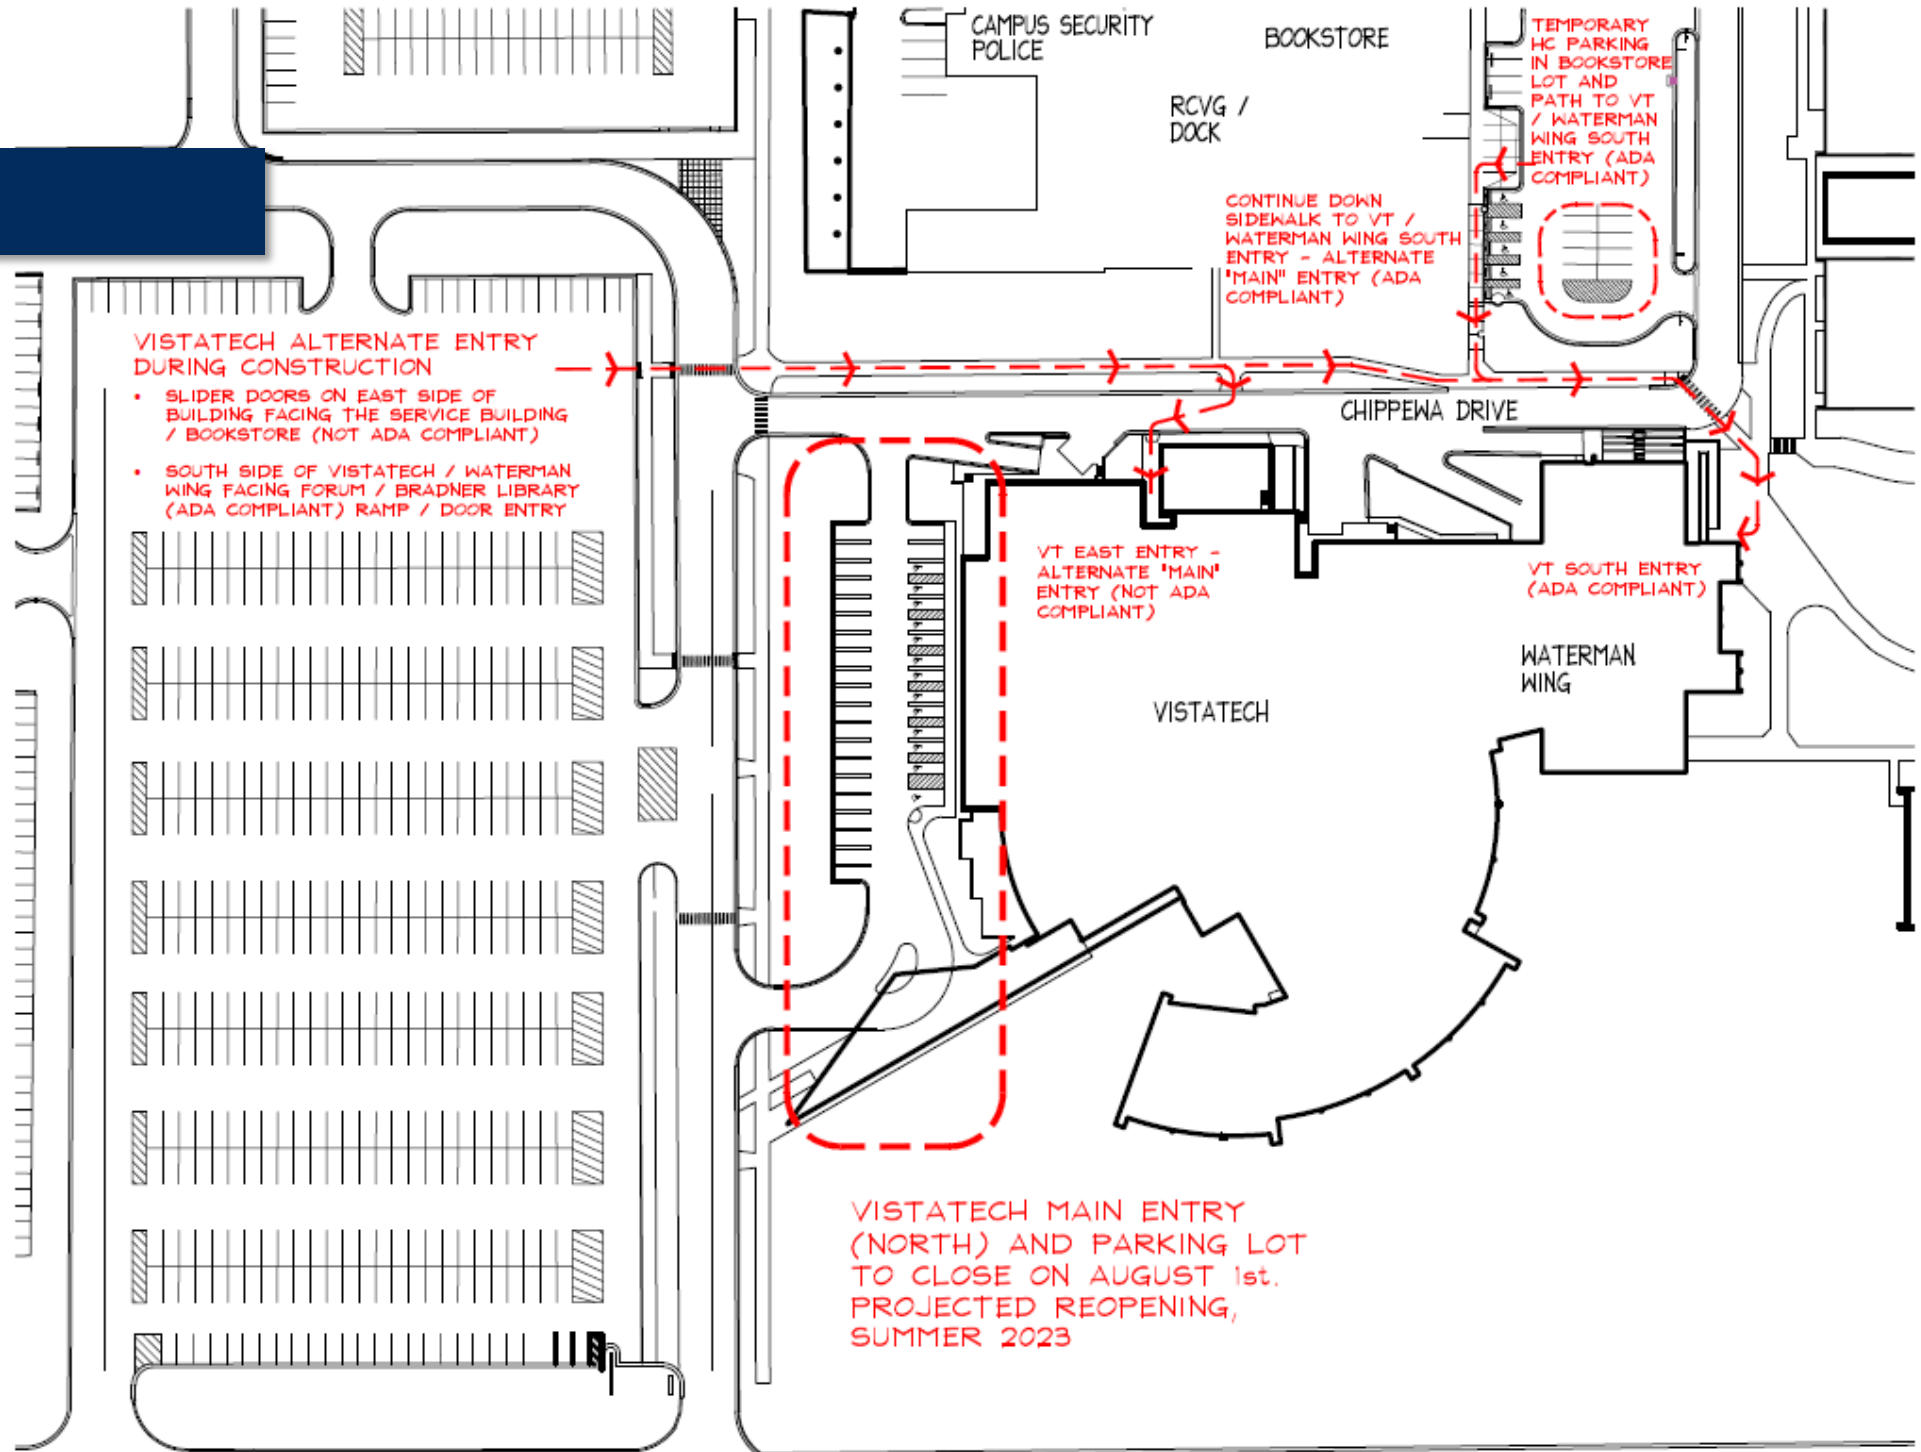 CAMPUS SECURITY
POLICE
BOOKSTORE
RCVG /
DOCK
TEMPORARY
HC PARKING
IN BOOKSTORE
LOT AND
PATH TO VT
/ WATERMAN
WING SOUTH
ENTRY (ADA
COMPLIANT)
CONTINUE DOWN
SIDEWALK TO VT /
WATERMAN WING SOUTH
ENTRY - ALTERNATE
"MAIN" ENTRY (ADA
COMPLIANT)
VISTATECH ALTERNATE ENTRY
DURING CONSTRUCTION
• SLIDER DOORS ON EAST SIDE OF
BUILDING FACING THE SERVICE BUILDING
/ BOOKSTORE (NOT ADA COMPLIANT)
• SOUTH SIDE OF VISTATECH / WATERMAN
WING FACING FORUM / BRADNER LIBRARY
(ADA COMPLIANT) RAMP / DOOR ENTRY
CHIPPEWA DRIVE
VT EAST ENTRY -
ALTERNATE "MAIN"
ENTRY (NOT ADA
COMPLIANT)
VT SOUTH ENTRY
(ADA COMPLIANT)
WATERMAN
WING
VISTATECH
VISTATECH MAIN ENTRY
(NORTH) AND PARKING LOT
TO CLOSE ON AUGUST 1st.
PROJECTED REOPENING,
SUMMER 2023